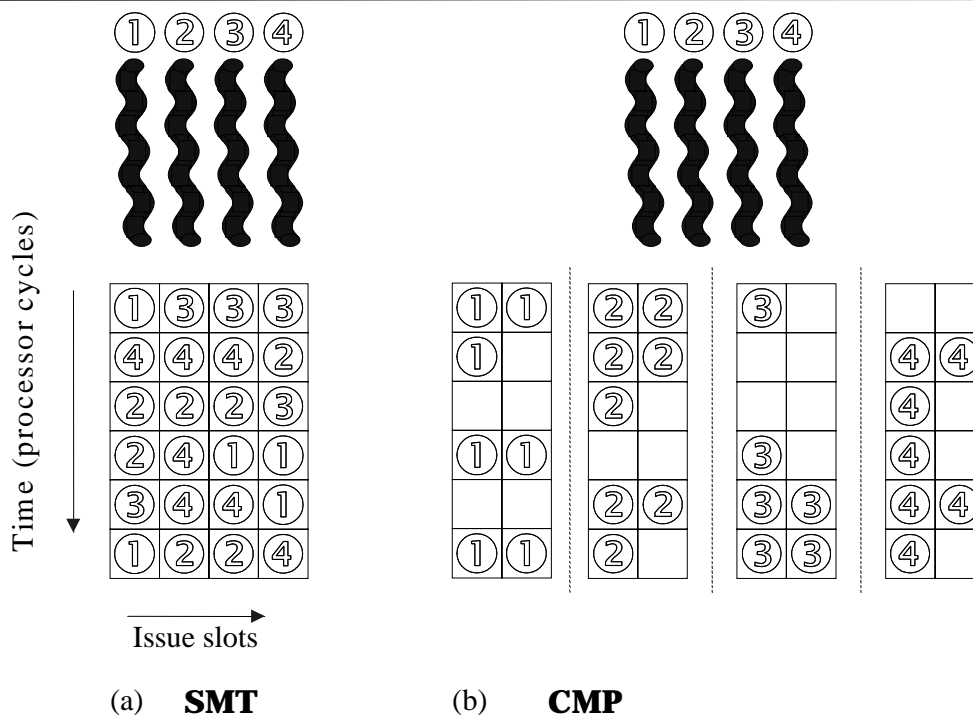 1 2 3 4
1 2 3 4
Time (processor cycles)
1 3 3 3
4 4 4 2
2 2 2 3
2 4 1 1
3 4 4 1
1 2 2 4
1 1 2 2 3
1 2 2 4 4
2 4
1 1 3 4
2 2 3 3 4 4
1 1 2 3 3 4
Issue slots
(a) SMT
(b) CMP